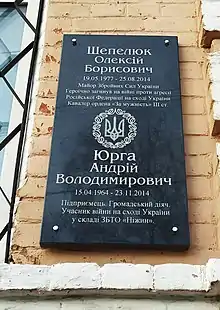 Шепелюк
Олексій
Борисович
19.05.1977 - 25.08.2014
Майор Збройних Сил України
Героїчно загинув на війні проти агресії
Російської Федерації на сході України
Кавалер ордена «За мужність» III ст.
Юрга
Андрій
Володимирович
15.04.1964 - 23.11.2014
Підприємець. Громадський діяч.
Учасник війни на сході України
у складі ЗБТО «Ніжин».